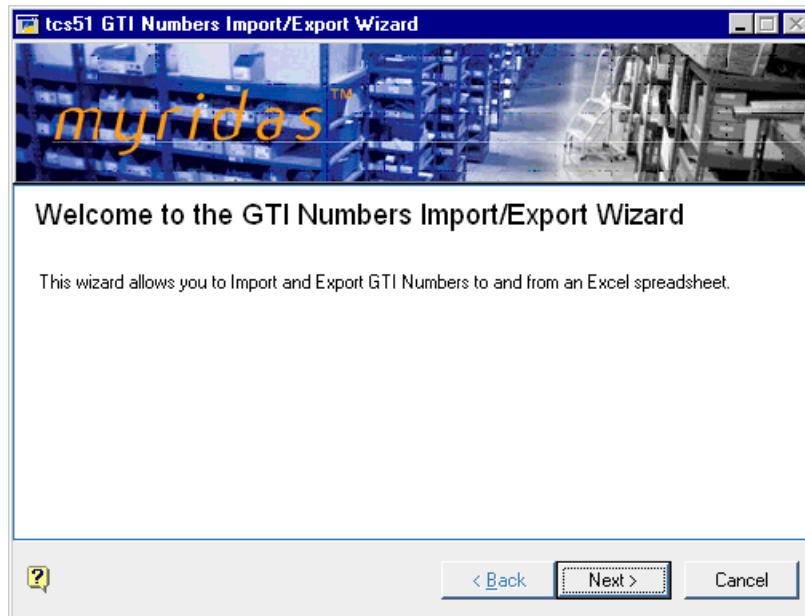 tcs51 GTI Numbers Import/Export Wizard
myridas™
Welcome to the GTI Numbers Import/Export Wizard
This wizard allows you to Import and Export GTI Numbers to and from an Excel spreadsheet.
?
< Back
Next >
Cancel